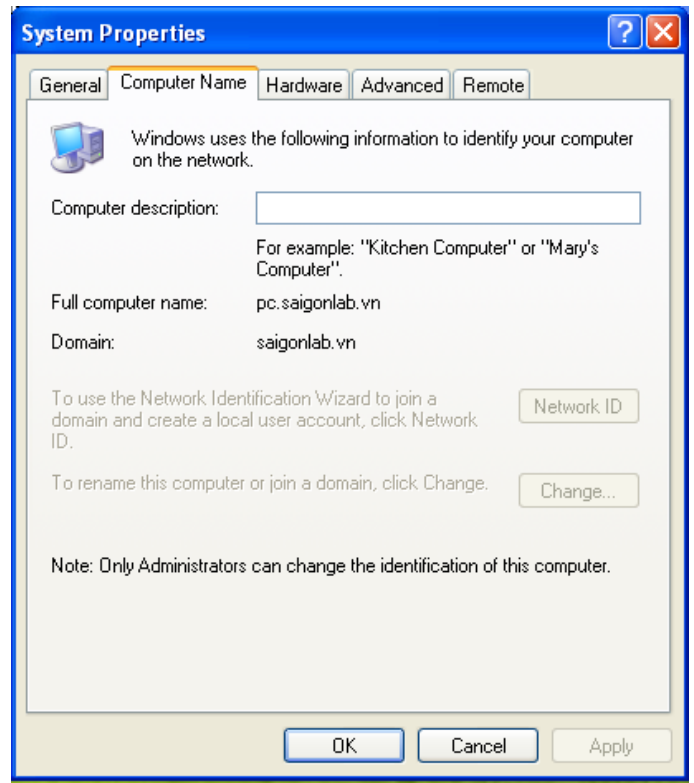 System Properties
General Computer Name Hardware Advanced Remote
Windows uses the following information to identify your computer
on the network.
Computer description:
For example: "Kitchen Computer" or "Mary's
Computer".
Full computer name: pc.saigonlab.vn
Domain: saigonlab.vn
To use the Network Identification Wizard to join a
domain and create a local user account, click Network
ID.
Network ID
To rename this computer or join a domain, click Change.
Change...
Note: Only Administrators can change the identification of this computer.
OK Cancel Apply